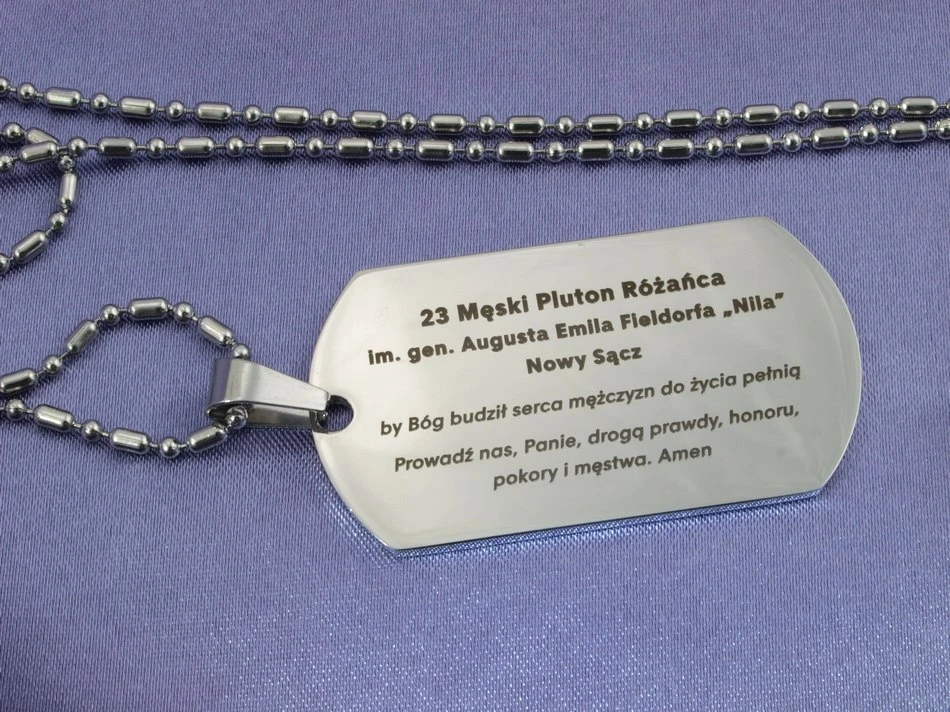 23 Męski Pluton Różańca
im. gen. Augusta Emila Fieldorfa „Nila”
Nowy Sącz
by Bóg budził serca mężczyzn do życia pełnią
Prowadź nas, Panie, drogą prawdy, honoru,
pokory i męstwa. Amen